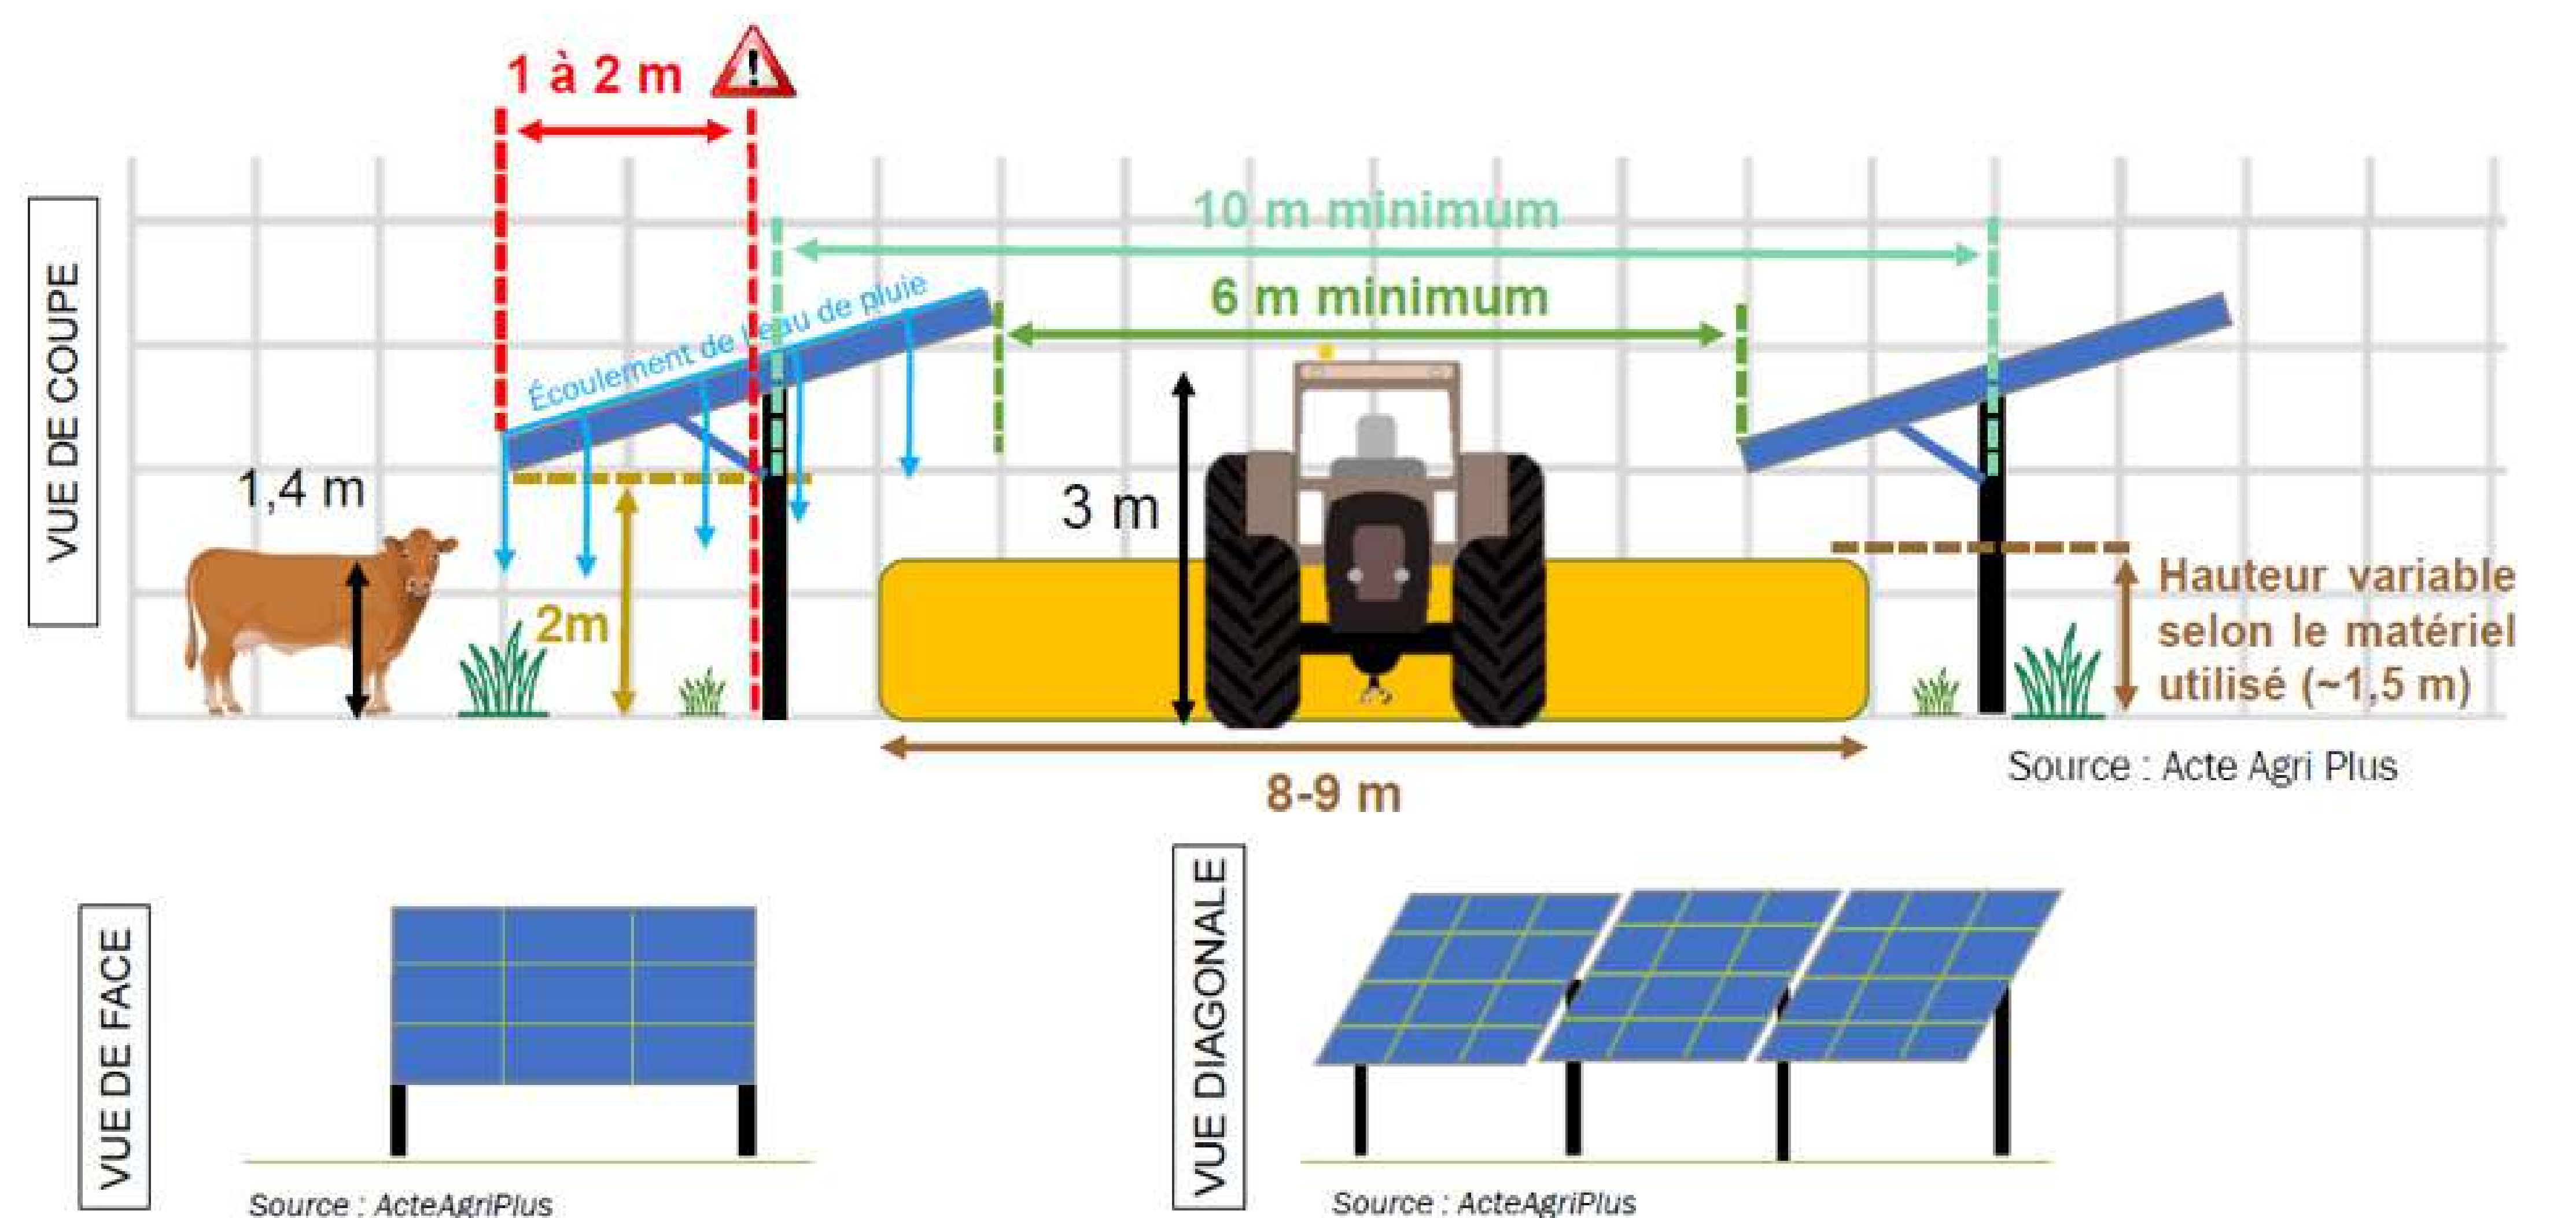 1 à 2 m
VUE DE COUPE
10 m minimum
6 m minimum
Écoulement de l'eau de pluie
1,4 m
3 m
2m
Hauteur variable
selon le matériel
utilisé (~1,5 m)
8-9 m
Source : Acte Agri Plus
VUE DE FACE
Source : ActeAgriPlus
VUE DIAGONALE
Source : ActeAgriPlus